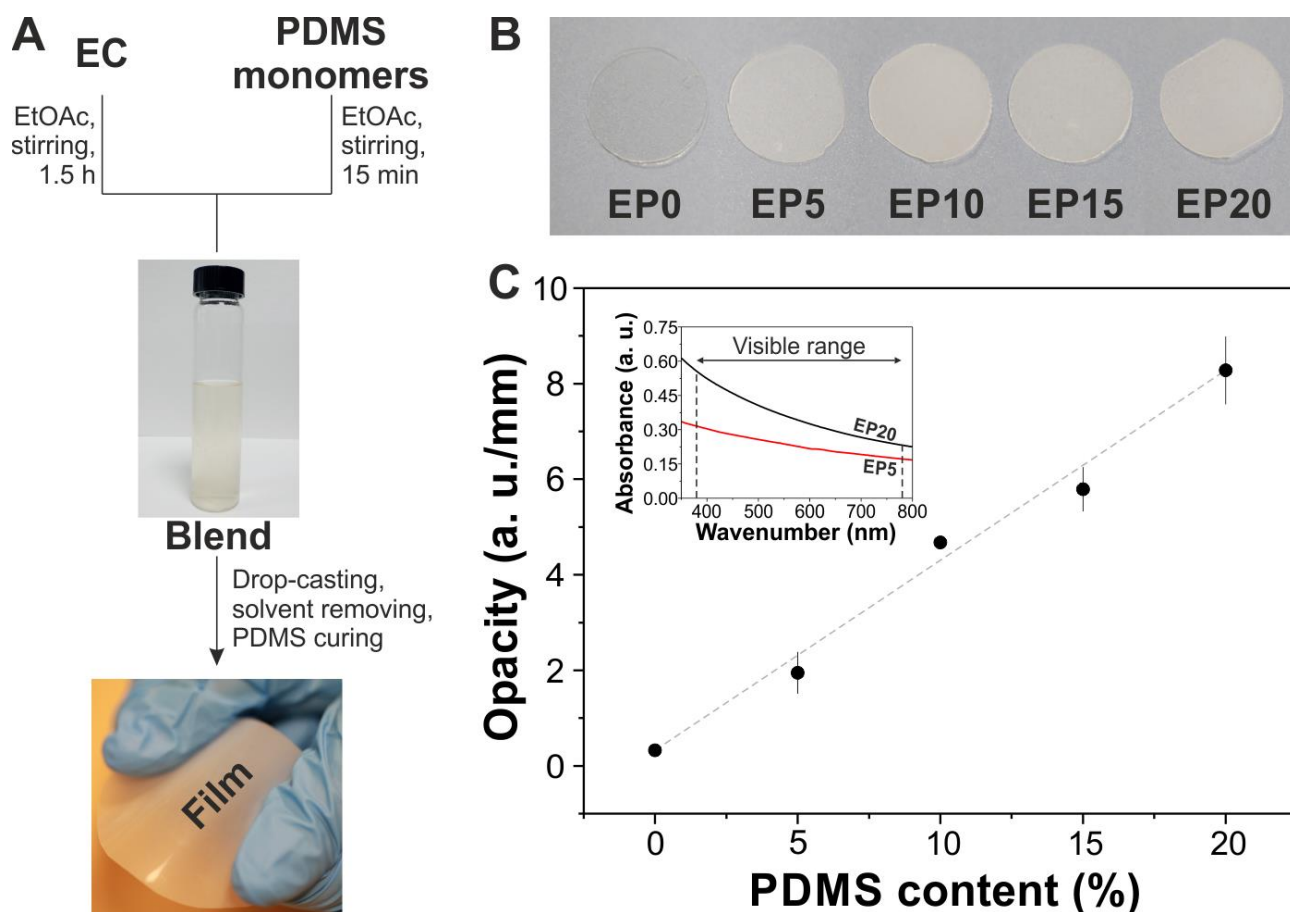 A
EC
PDMS
monomers
EtOAc,
stirring,
1.5 h
EtOAc,
stirring,
15 min
Blend
Drop-casting,
solvent removing,
PDMS curing
Film
B
EP0 EP5 EP10 EP15 EP20
C
Opacity (a. u./mm)
10
8
6
4
2
0
0 5 10 15 20
PDMS content (%)
Absorbance (a. u.)
0.75
0.60
0.45
0.30
0.15
0.00
Visible range
EP20
EP5
400 500 600 700 800
Wavenumber (nm)